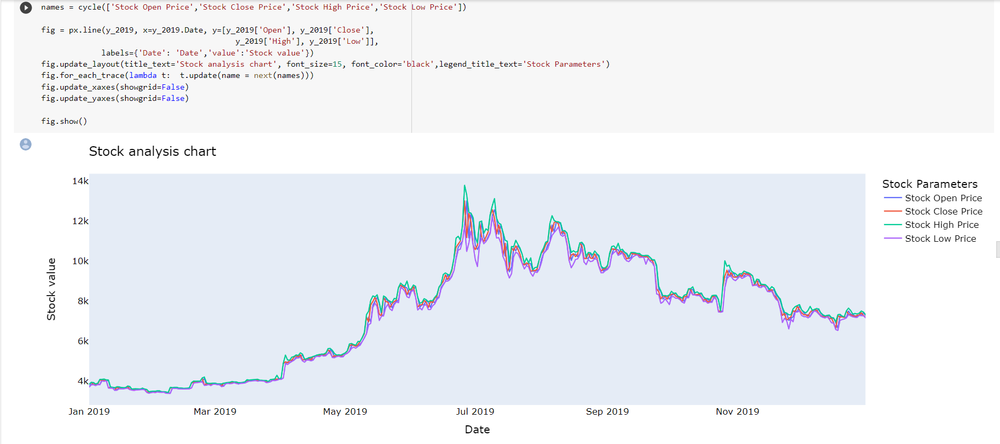 names = cycle(['Stock Open Price','Stock Close Price','Stock High Price','Stock Low Price'])
fig = px.line(y_2019, x=y_2019.Date, y=[y_2019['Open'], y_2019['Close'],
y_2019['High'], y_2019['Low']],
labels={'Date': 'Date','value':'Stock value'})
fig.update_layout(title_text='Stock analysis chart', font_size=15, font_color='black',legend_title_text='Stock Parameters')
fig.for_each_trace(lambda t:  t.update(name = next(names)))
fig.update_xaxes(showgrid=False)
fig.update_yaxes(showgrid=False)
fig.show()
Stock analysis chart
14k
12k
10k
8k
6k
4k
Stock value
Jan 2019
Mar 2019
May 2019
Jul 2019
Sep 2019
Nov 2019
Date
Stock Parameters
Stock Open Price
Stock Close Price
Stock High Price
Stock Low Price